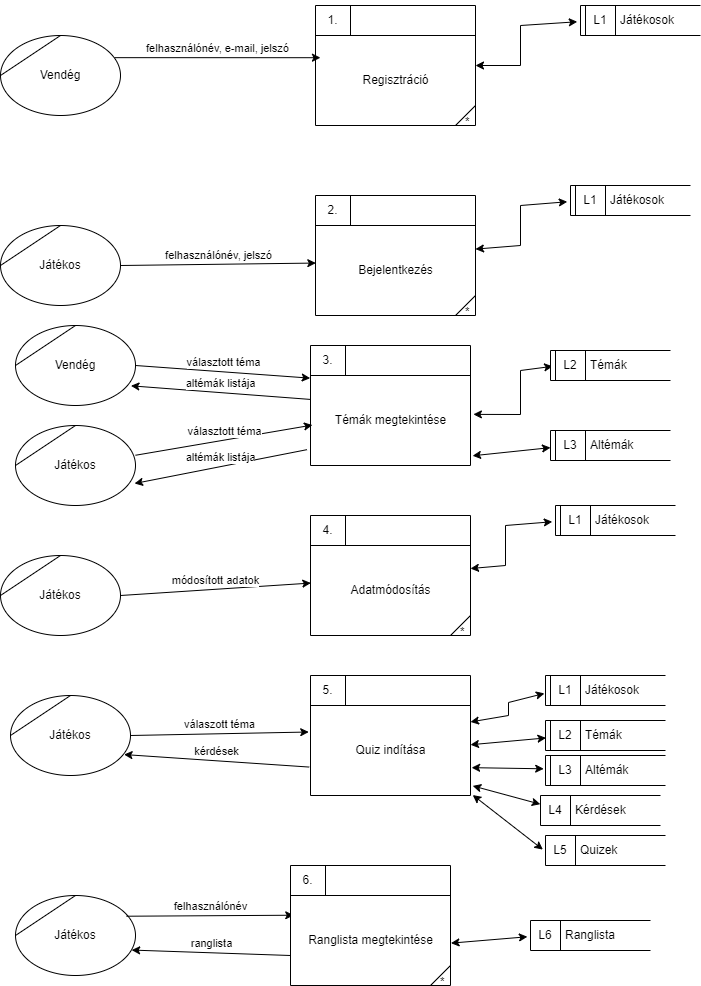 1.
L1 Játékosok
felhasználónév, e-mail, jelszó
Vendég
Regisztráció
*
2.
L1 Játékosok
felhasználónév, jelszó
Játékos
Bejelentkezés
*
3.
Vendég
választott téma
altémák listája
L2 Témák
Témák megtekintése
választott téma
altémák listája
Játékos
L3 Altémák
4.
L1 Játékosok
módosított adatok
Játékos
Adatmódosítás
*
5.
L1 Játékosok
válaszott téma
Játékos
kérdések
Quiz indítása
L2 Témák
L3 Altémák
L4 Kérdések
L5 Quizek
6.
felhasználónév
Játékos
ranglista
Ranglista megtekintése
L6 Ranglista
*